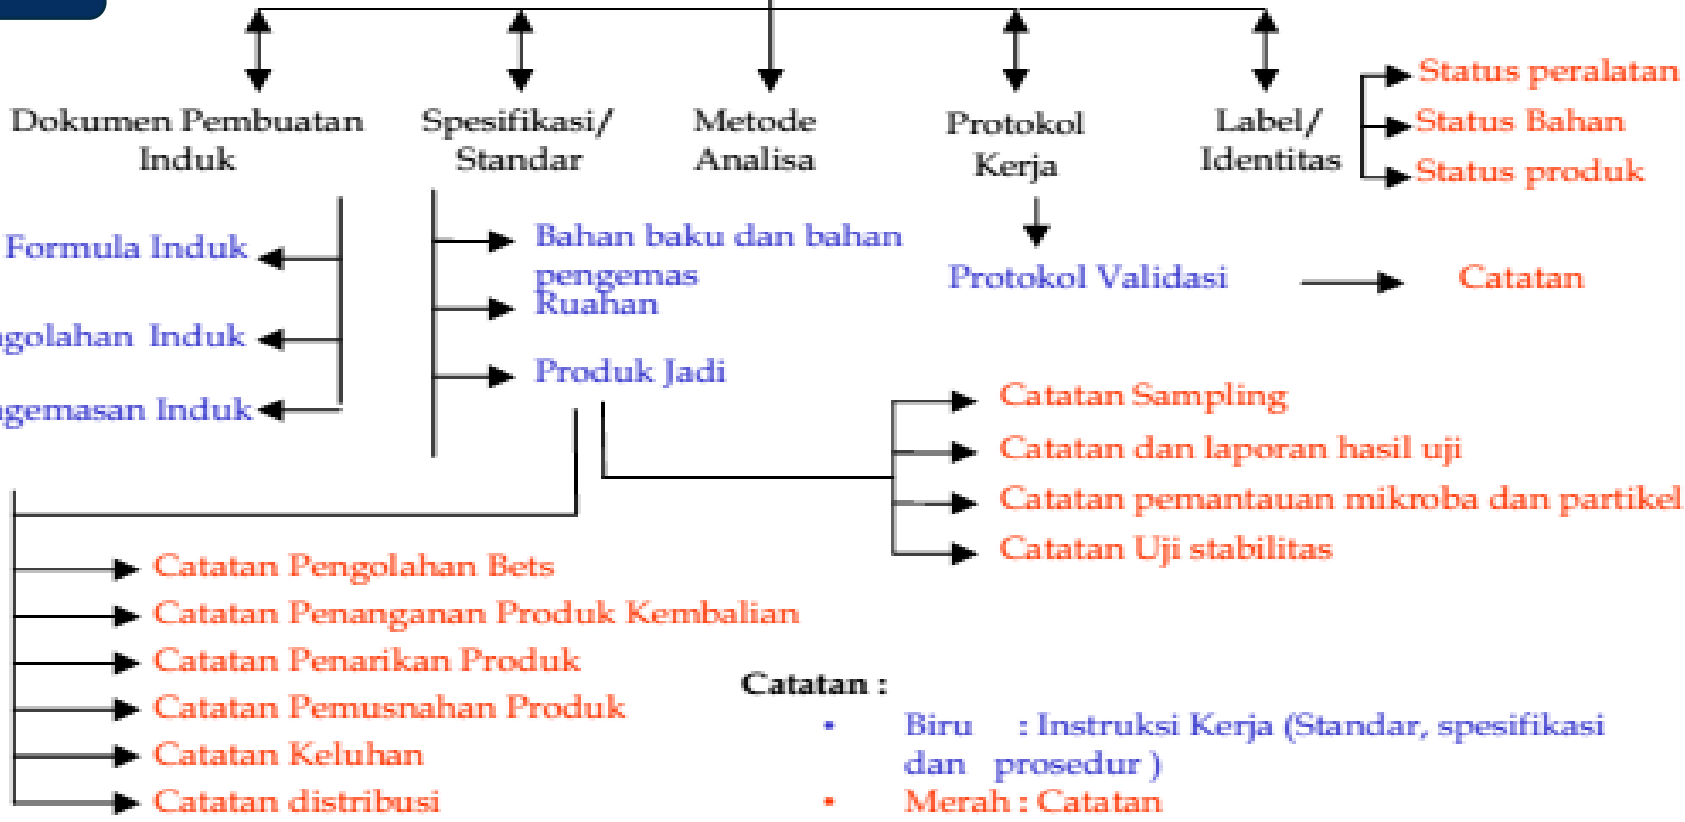 Dokumen Pembuatan
Induk
Spesifikasi/
Standar
Metode
Analisa
Protokol
Kerja
Label/
Identitas
Status peralatan
Status Bahan
Status produk
Formula Induk
ngolahan Induk
ngemasan Induk
Bahan baku dan bahan
pengemas
Ruahan
Produk Jadi
Protokol Validasi
Catatan
Catatan Sampling
Catatan dan laporan hasil uji
Catatan pemantauan mikroba dan partikel
Catatan Uji stabilitas
Catatan Pengolahan Bets
Catatan Penanganan Produk Kembalian
Catatan Penarikan Produk
Catatan Pemusnahan Produk
Catatan Keluhan
Catatan distribusi
Catatan :
• Biru : Instruksi Kerja (Standar, spesifikasi
dan prosedur )
• Merah : Catatan